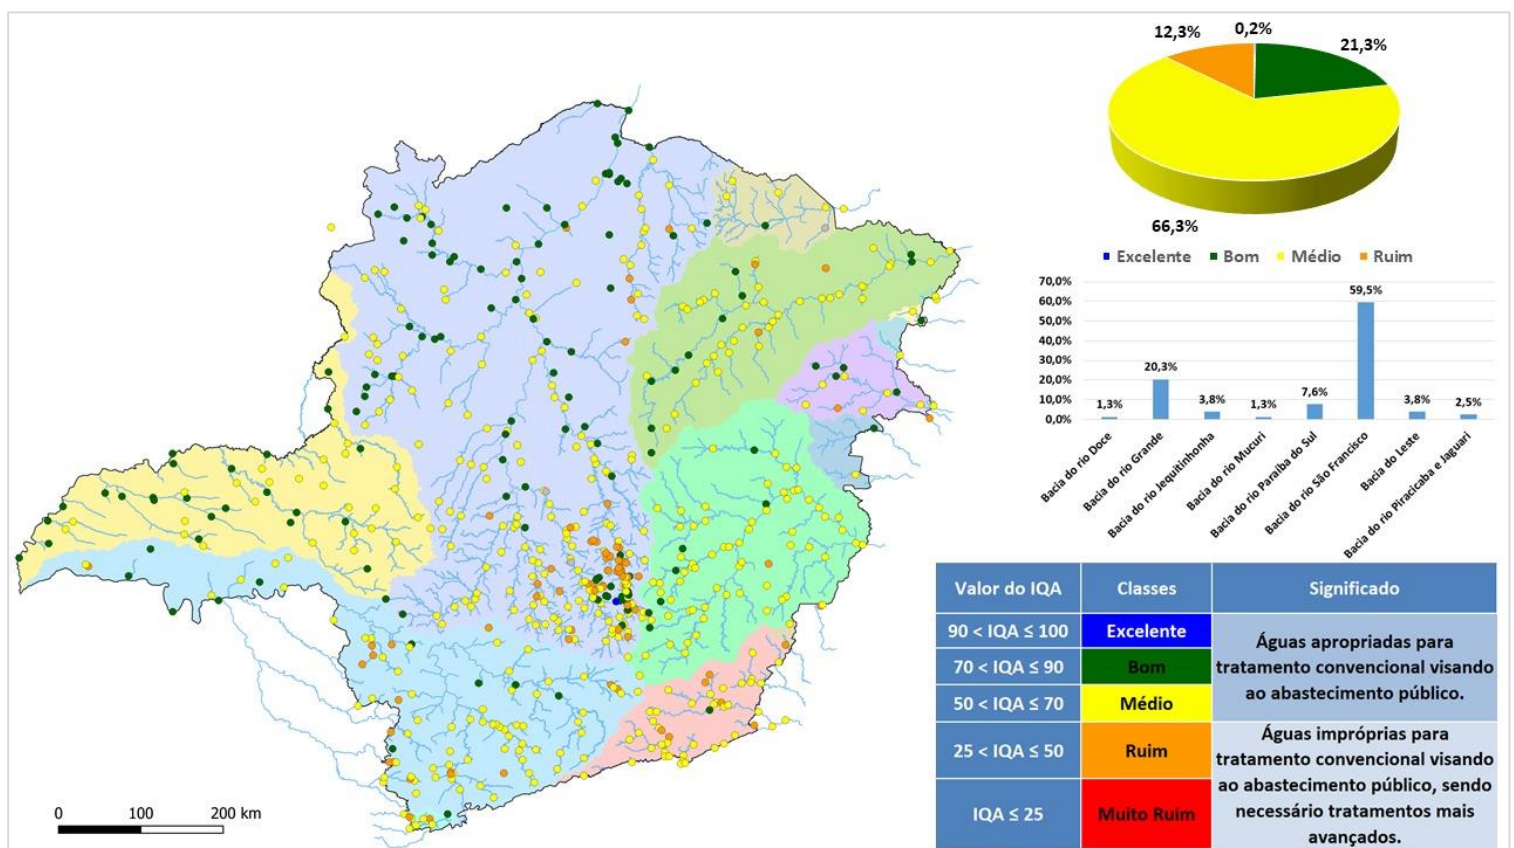 12,3%
0,2%
21,3%
66,3%
Excelente Bom Médio Ruim
70,0%
60,0%
50,0%
40,0%
30,0%
20,0%
10,0%
0,0%
1,3%
20,3%
3,8%
1,3%
7,6%
59,5%
3,8%
2,5%
Bacia do rio Doce
Bacia do rio Grande
Bacia do rio Jequitinhonha
Bacia do rio Mucuri
Bacia do rio Paraíba do Sul
Bacia do rio São Francisco
Bacia do Leste
Bacia do rio Piracicaba e Jaguari
Valor do IQA Classes Significado
90 < IQA ≤ 100 Excelente
70 < IQA ≤ 90 Bom
50 < IQA ≤ 70 Médio
Águas apropriadas para
tratamento convencional visando
ao abastecimento público.
25 < IQA ≤ 50 Ruim
IQA ≤ 25 Muito Ruim
Águas impróprias para
tratamento convencional visando
ao abastecimento público, sendo
necessário tratamentos mais
avançados.
0 100 200 km